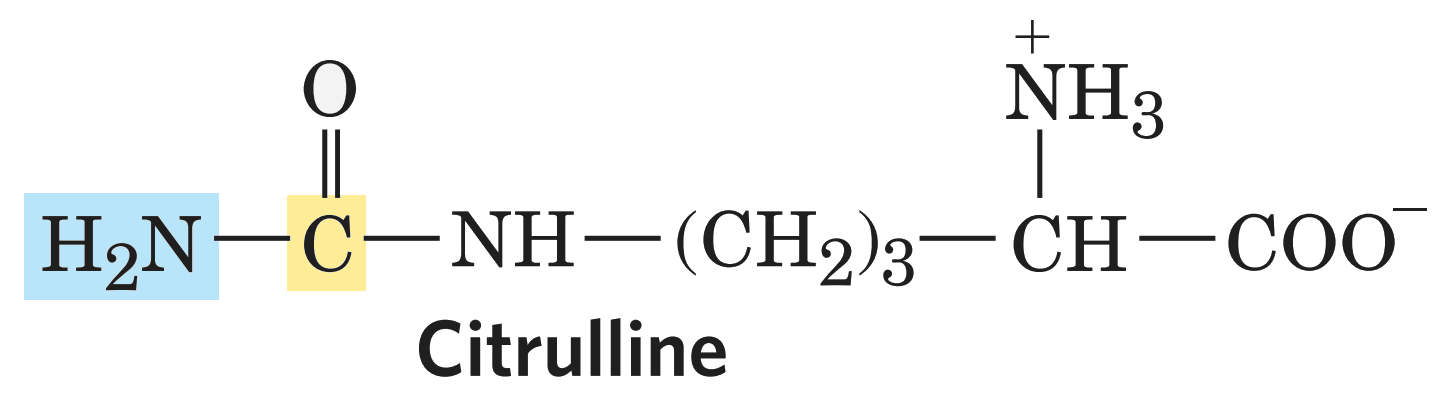 O
+
NH₃
H₂N—C—NH—(CH₂)₃—CH—COO⁻
Citrulline